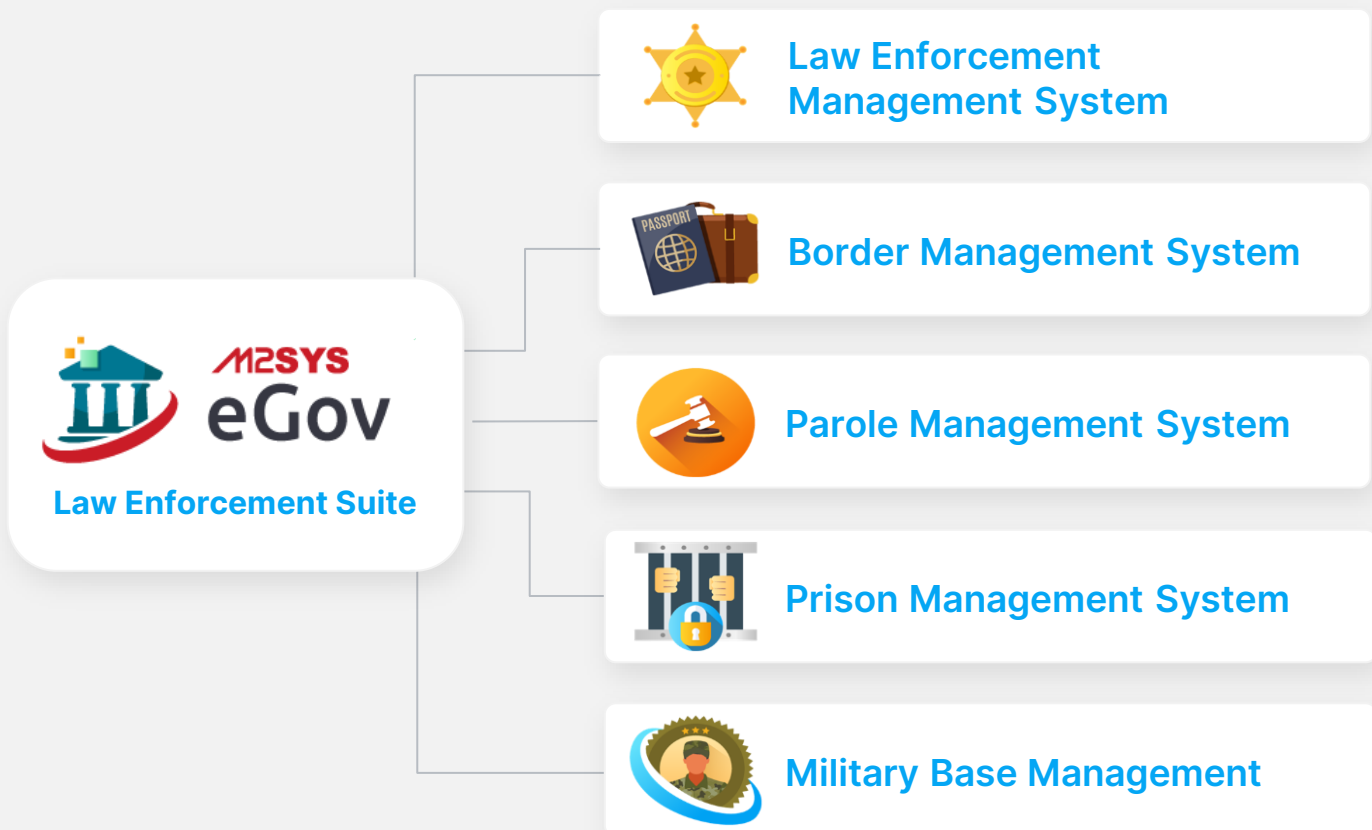 Law Enforcement
Management System
PASSPORT
Border Management System
M2SYS
eGov
Law Enforcement Suite
Parole Management System
Prison Management System
Military Base Management